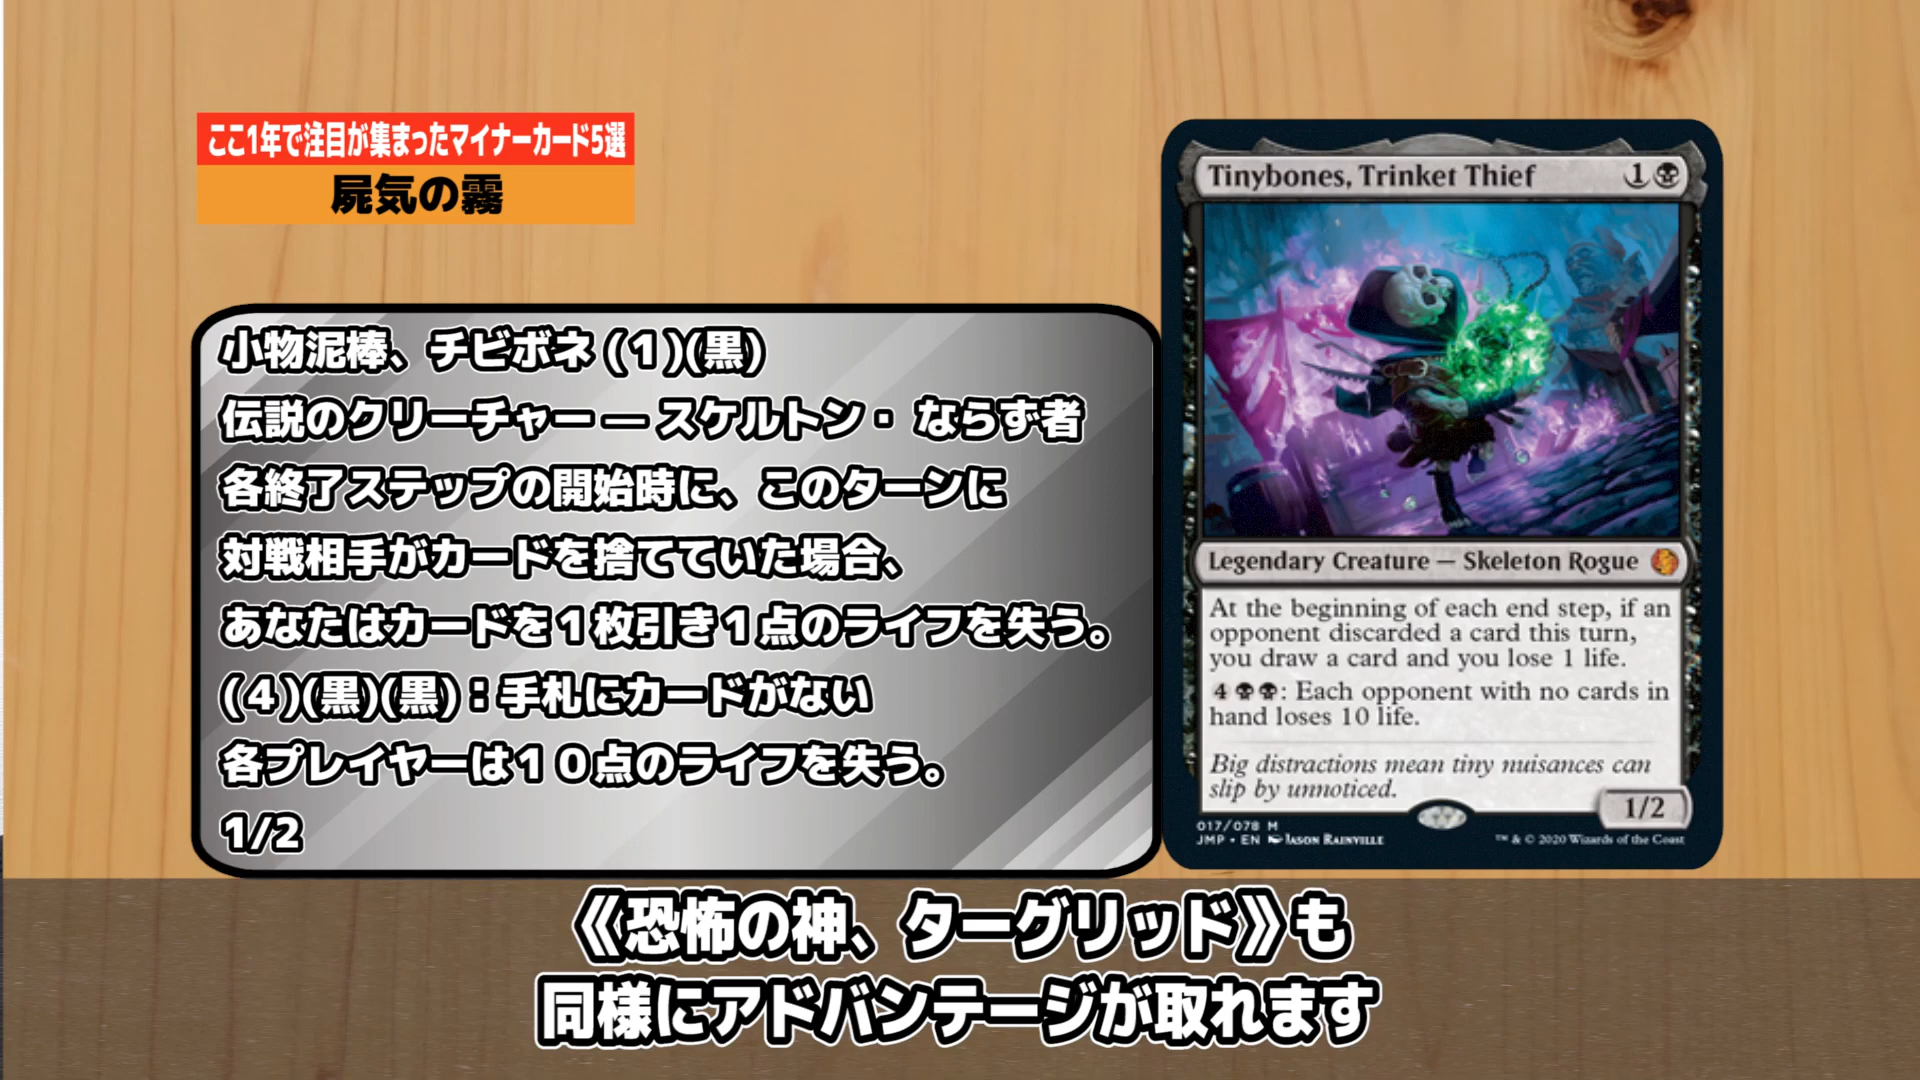 ここ1年で注目が集まったマイナーカード5選
屍気の霧
小物泥棒、チビボネ(1)(黒)
伝説のクリーチャー ― スケルトン・ ならず者
各終了ステップの開始時に、このターンに
対戦相手がカードを捨てていた場合、
あなたはカードを1枚引き1点のライフを失う。
(4)(黒)(黒):手札にカードがない
各プレイヤーは10点のライフを失う。
1/2
Tinybones, Trinket Thief 1
Legendary Creature — Skeleton Rogue
At the beginning of each end step, if an
opponent discarded a card this turn,
you draw a card and you lose 1 life.
4: Each opponent with no cards in
hand loses 10 life.
Big distractions mean tiny nuisances can
slip by unnoticed.
1/2
017/078 M
JMP • EN Jason Rainville
™ & © 2020 Wizards of the Coast
《恐怖の神、ターグリッド》も
同様にアドバンテージが取れます